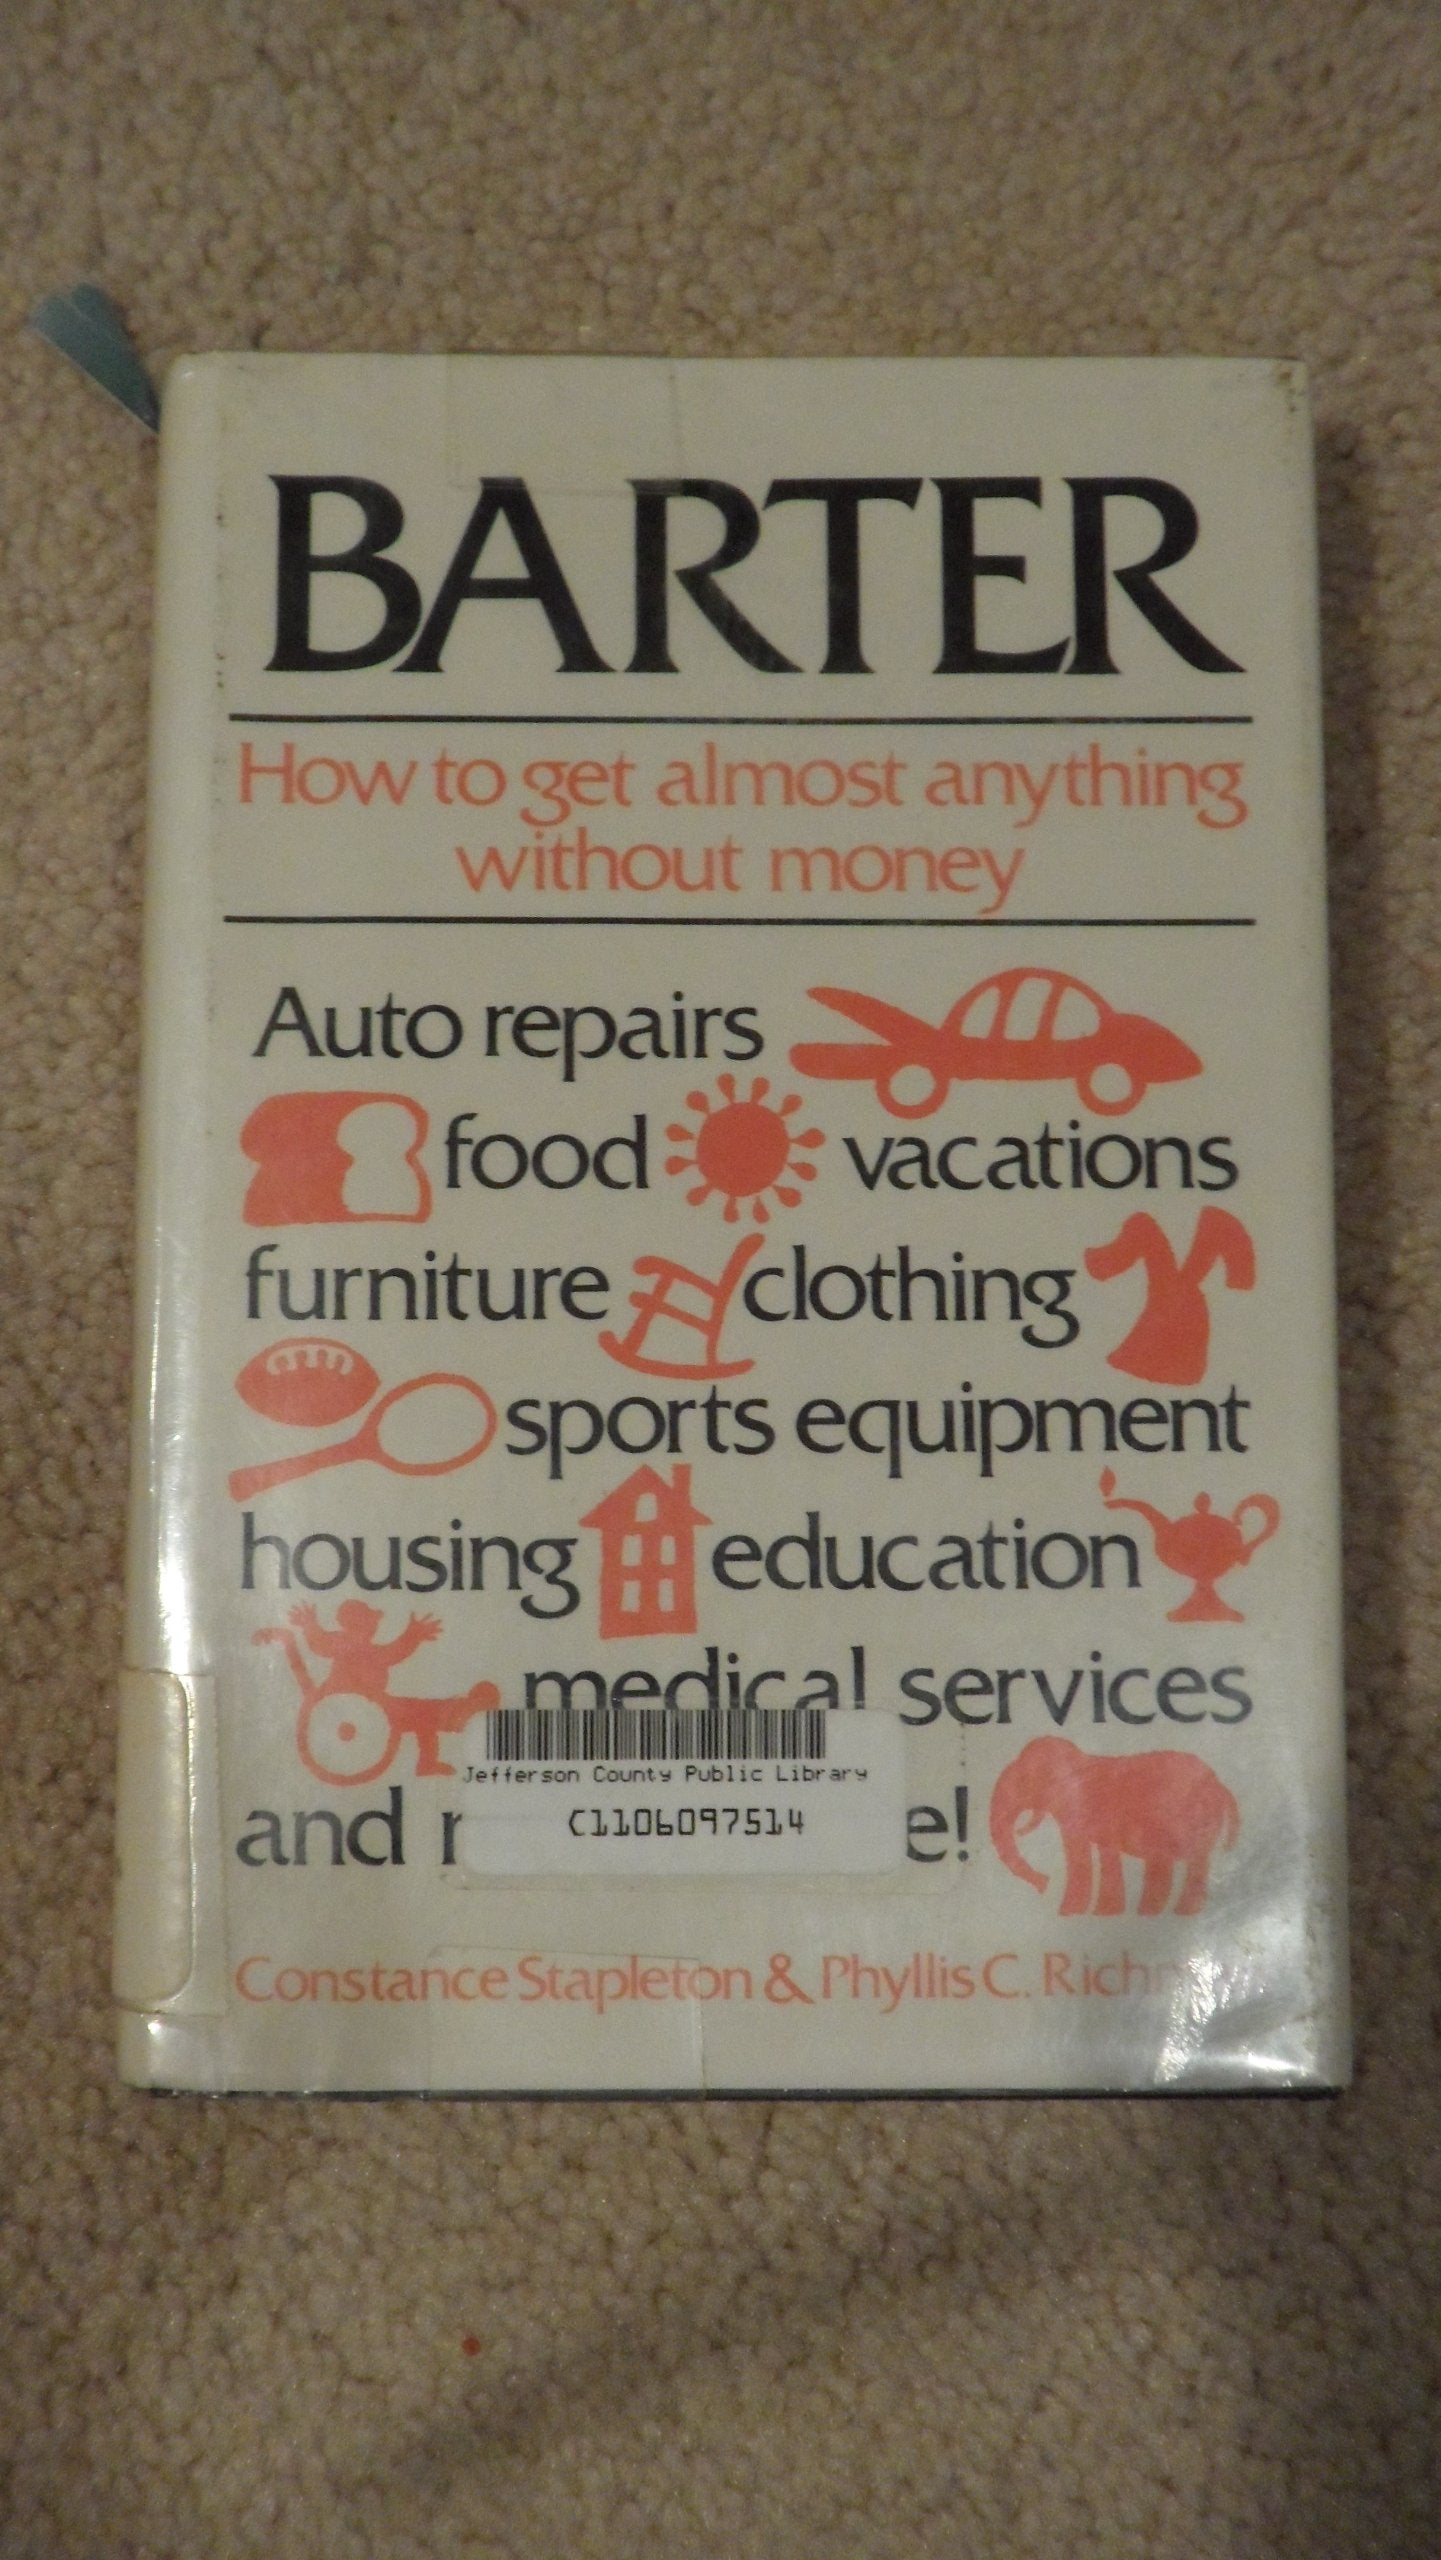 BARTER
How to get almost anything
without money
Auto repairs
food vacations
furniture clothing
sports equipment
housing education
medical services
Jefferson County Public Library
and e!
C1106097514
Constance Stapleton & Phyllis C.